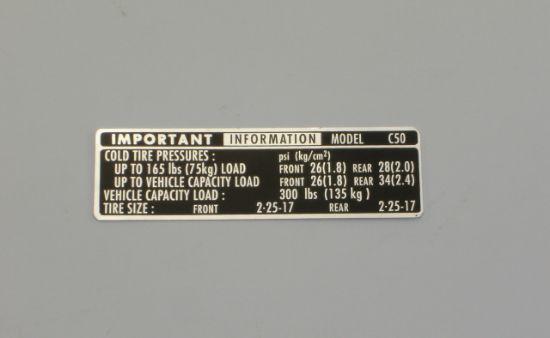 IMPORTANT INFORMATION MODEL C50
COLD TIRE PRESSURES : psi (kg/cm²)
UP TO 165 lbs (75kg) LOAD FRONT 26(1.8) REAR 28(2.0)
UP TO VEHICLE CAPACITY LOAD FRONT 26(1.8) REAR 34(2.4)
VEHICLE CAPACITY LOAD : 300 lbs (135 kg)
TIRE SIZE : FRONT 2·25-17 REAR 2·25-17